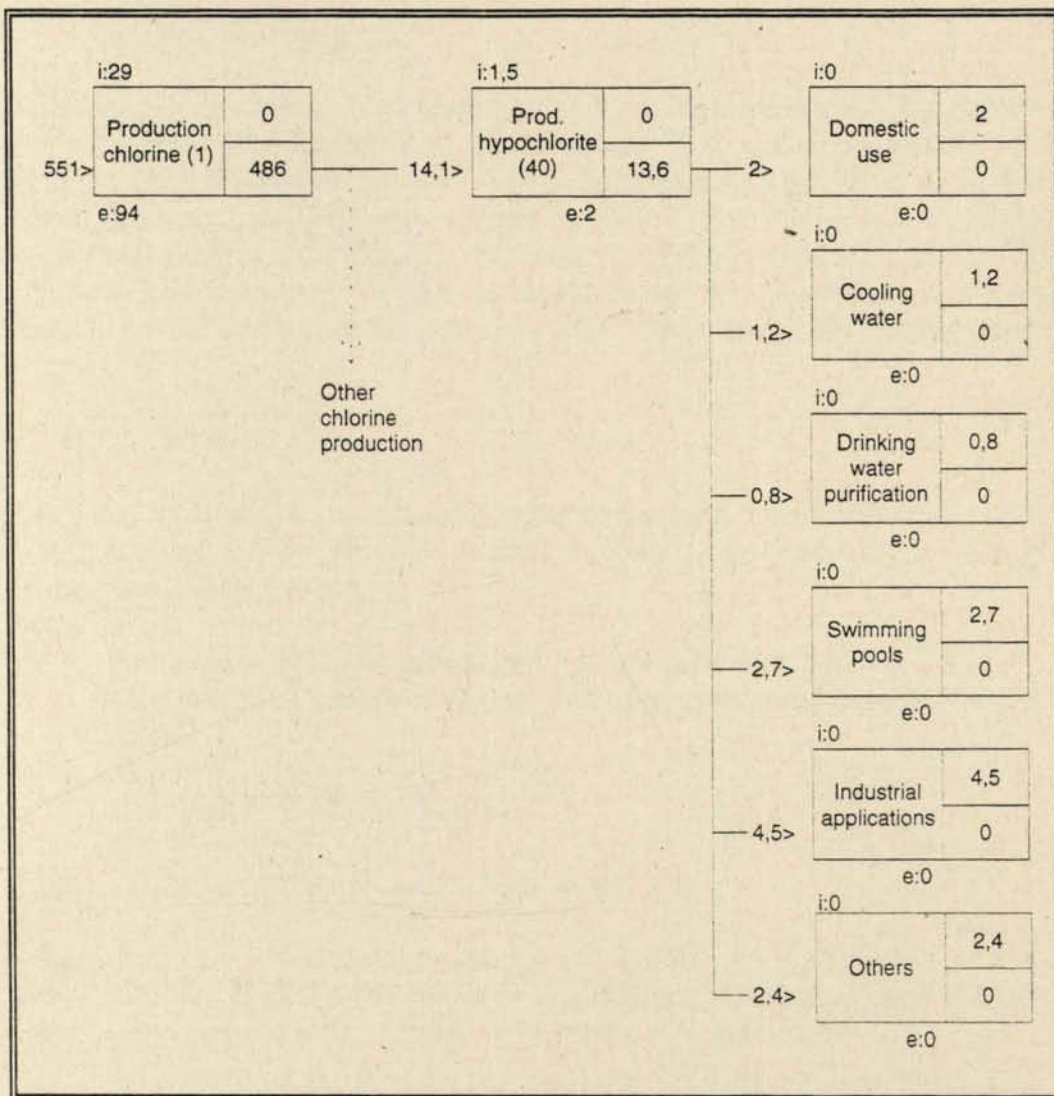 i:29
Production
chlorine (1)
0
551>
486
e:94
Other
chlorine
production
i:1,5
Prod.
hypochlorite
(40)
0
14,1>
13,6
e:2
i:0
2>
Domestic
use
2
0
e:0
i:0
1,2>
Cooling
water
1,2
0
e:0
i:0
0,8>
Drinking
water
purification
0,8
0
e:0
i:0
2,7>
Swimming
pools
2,7
0
e:0
i:0
4,5>
Industrial
applications
4,5
0
e:0
i:0
2,4>
Others
2,4
0
e:0